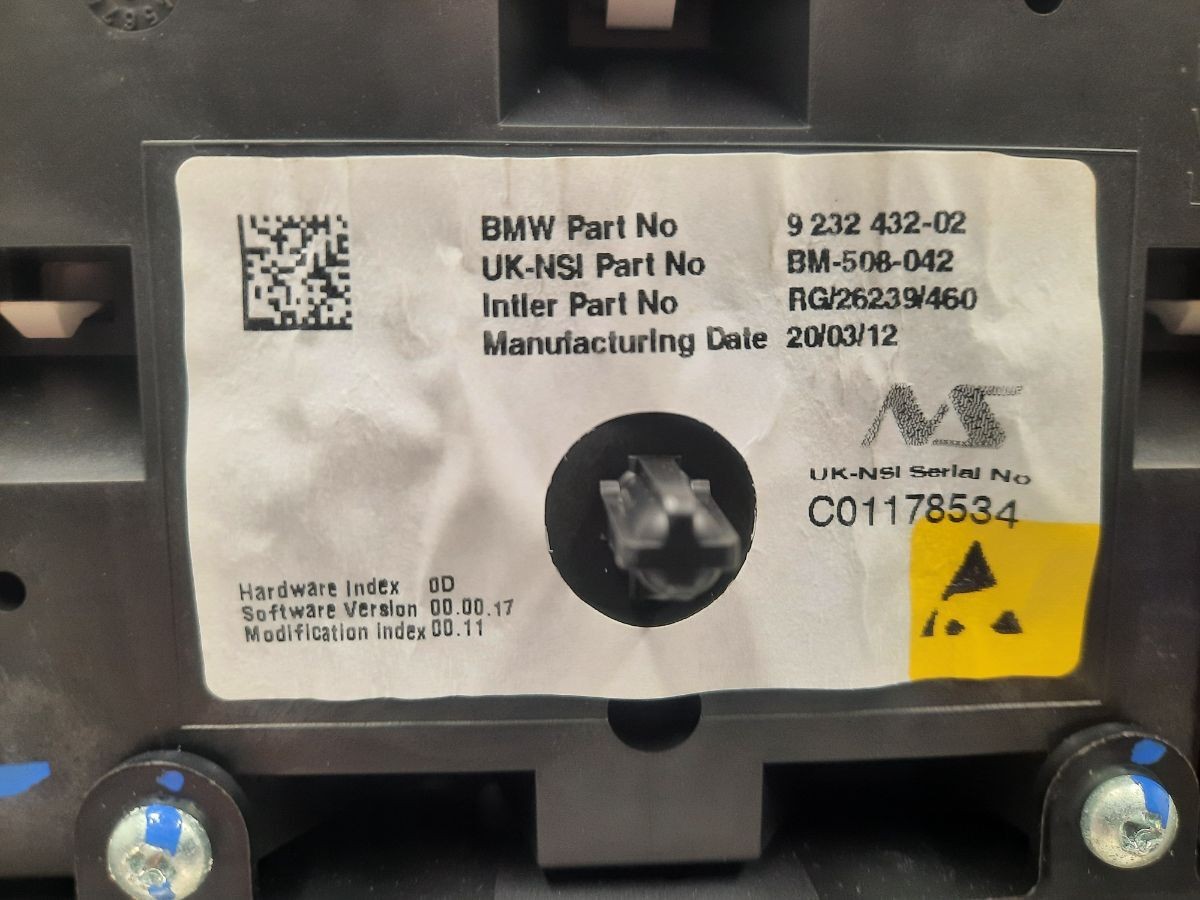 BMW Part No 9 232 432-02
UK-NSI Part No BM-508-042
Intier Part No RG/26239/460
Manufacturing Date 20/03/12
NS
UK-NSI Serial No
C01178534
Hardware Index 0D
Software Version 00.00.17
Modification Index 00.11